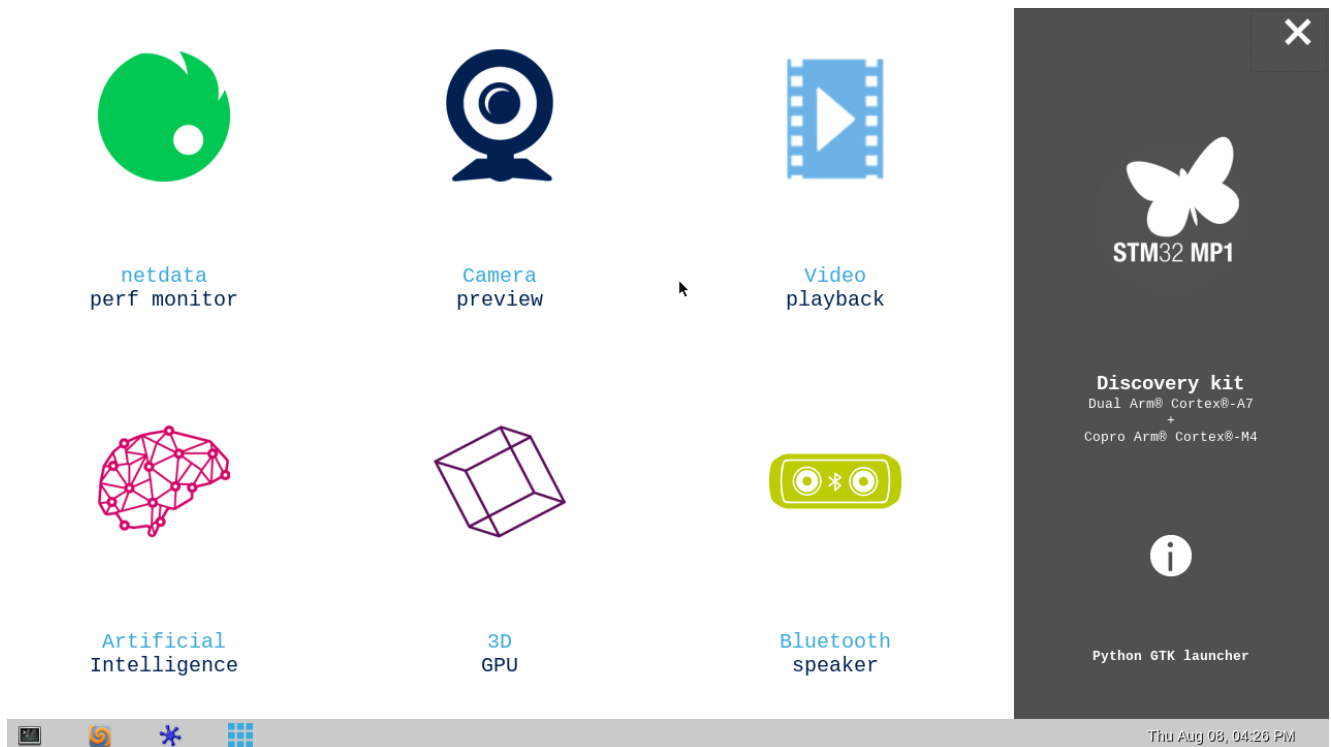 netdata
perf monitor
Camera
preview
Video
playback
STM32 MP1
Discovery kit
Dual Arm® Cortex®-A7
+
Copro Arm® Cortex®-M4
Artificial
Intelligence
3D
GPU
Bluetooth
speaker
Python GTK launcher
Thu Aug 08, 04:26 PM